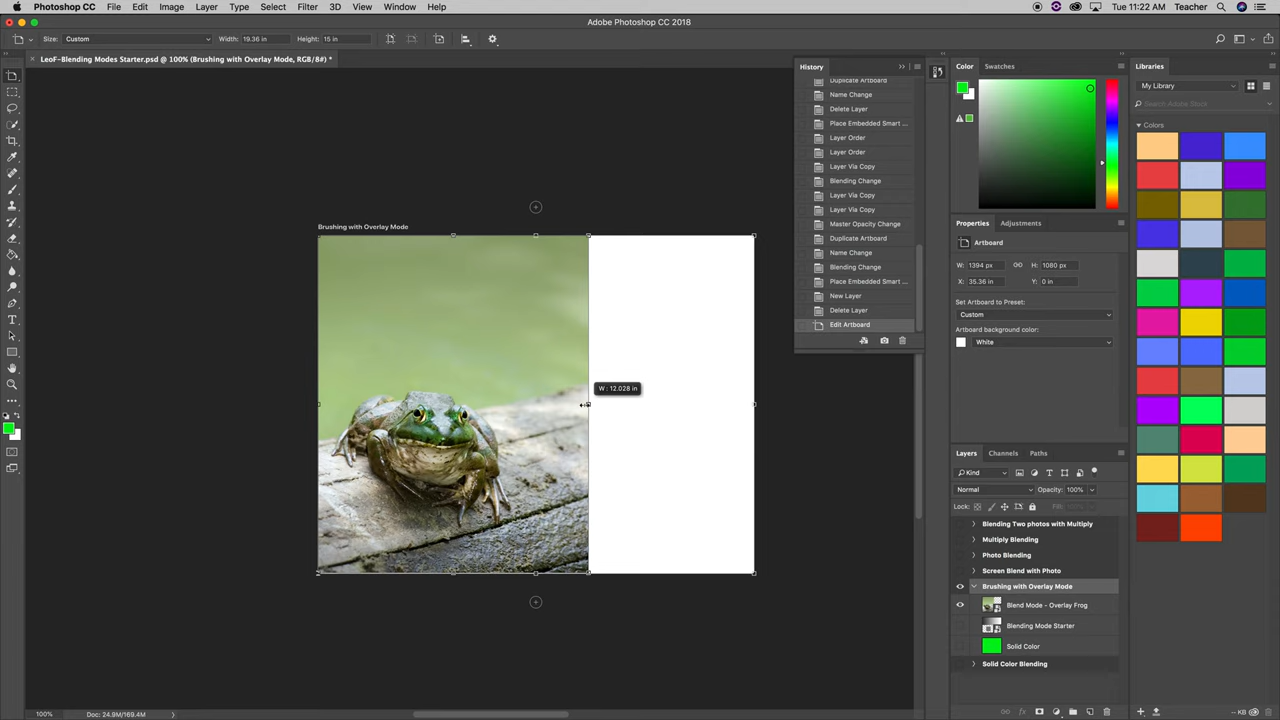 Photoshop CC File Edit Image Layer Type Select Filter 3D View Window Help Tue 11:22 AM Teacher
Adobe Photoshop CC 2018
Size: Custom Width: 19.36 in Height: 15 in
LeoF-Blending Modes Starter.psd @ 100% (Brushing with Overlay Mode, RGB/8#) *
Brushing with Overlay Mode
W : 12.028 in
History
Duplicate Artboard
Name Change
Delete Layer
Place Embedded Smart ...
Layer Order
Layer Order
Layer Via Copy
Blending Change
Layer Via Copy
Layer Via Copy
Master Opacity Change
Duplicate Artboard
Name Change
Blending Change
Place Embedded Smart ...
New Layer
Delete Layer
Edit Artboard
Color Swatches
Properties Adjustments
Artboard
W: 1394 px H: 1080 px
X: 35.36 in Y: 0 in
Set Artboard to Preset:
Custom
Artboard background color:
White
Layers Channels Paths
Kind
Normal Opacity: 100%
Lock: Fill:
Blending Two photos with Multiply
Multiply Blending
Photo Blending
Screen Blend with Photo
Brushing with Overlay Mode
Blend Mode - Overlay Frog
Blending Mode Starter
Solid Color
Solid Color Blending
Libraries
My Library
Search Adobe Stock
Colors
-- KB
100% Doc: 24.9M/169.4M